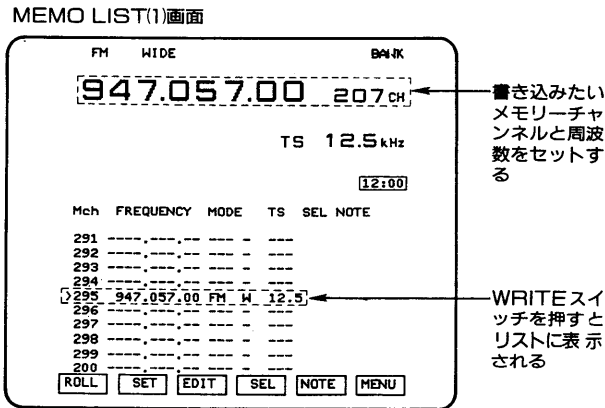 MEMO LIST(1)画面
FM WIDE BANK
947.057.00 207CH
書き込みたい
メモリーチャ
ンネルと周波
数をセットす
る
TS 12.5kHz
12:00
Mch FREQUENCY MODE TS SEL NOTE
291 ---.---.-- --- - ---
292 ---.---.-- --- - ---
293 ---.---.-- --- - ---
294 ---.---.-- --- - ---
>295 947.057.00 FM W 12.5
WRITEスイ
ッチを押すと
リストに表示
される
296 ---.---.-- --- - ---
297 ---.---.-- --- - ---
298 ---.---.-- --- - ---
299 ---.---.-- --- - ---
200 ---.---.-- --- - ---
ROLL SET EDIT SEL NOTE MENU